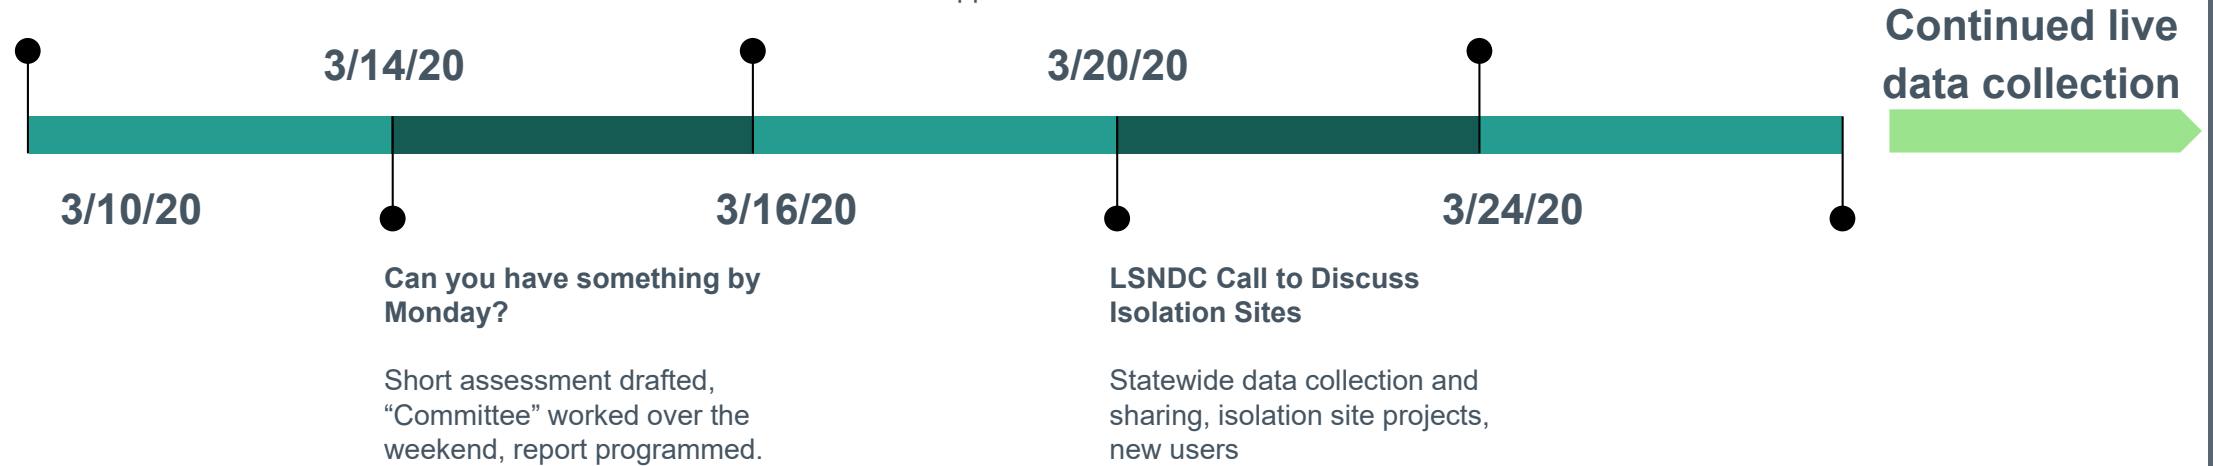 Continued live
data collection
3/14/20
3/20/20
3/10/20
3/16/20
3/24/20
Can you have something by
Monday?
Short assessment drafted,
“Committee” worked over the
weekend, report programmed.
LSNDC Call to Discuss
Isolation Sites
Statewide data collection and
sharing, isolation site projects,
new users